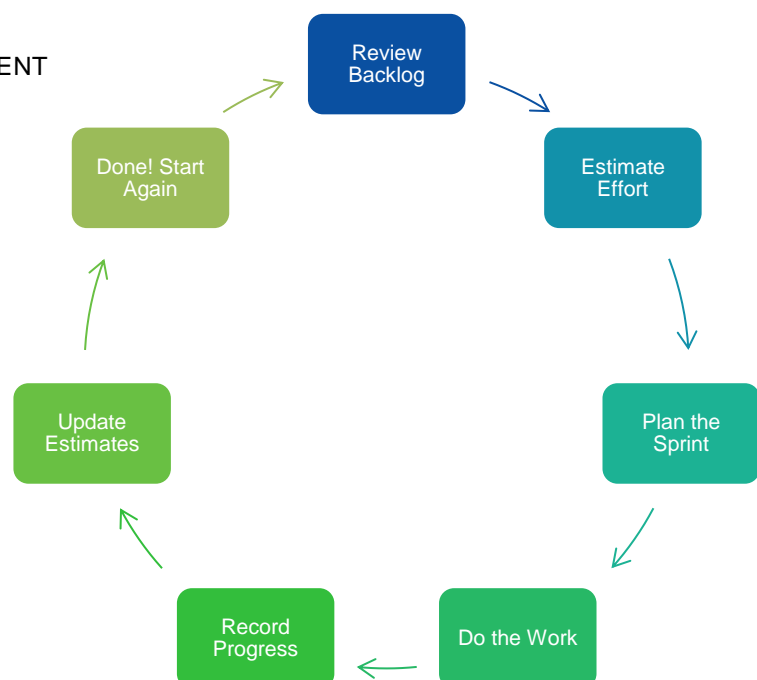 ENT
Review
Backlog
Estimate
Effort
Plan the
Sprint
Do the Work
Record
Progress
Update
Estimates
Done! Start
Again